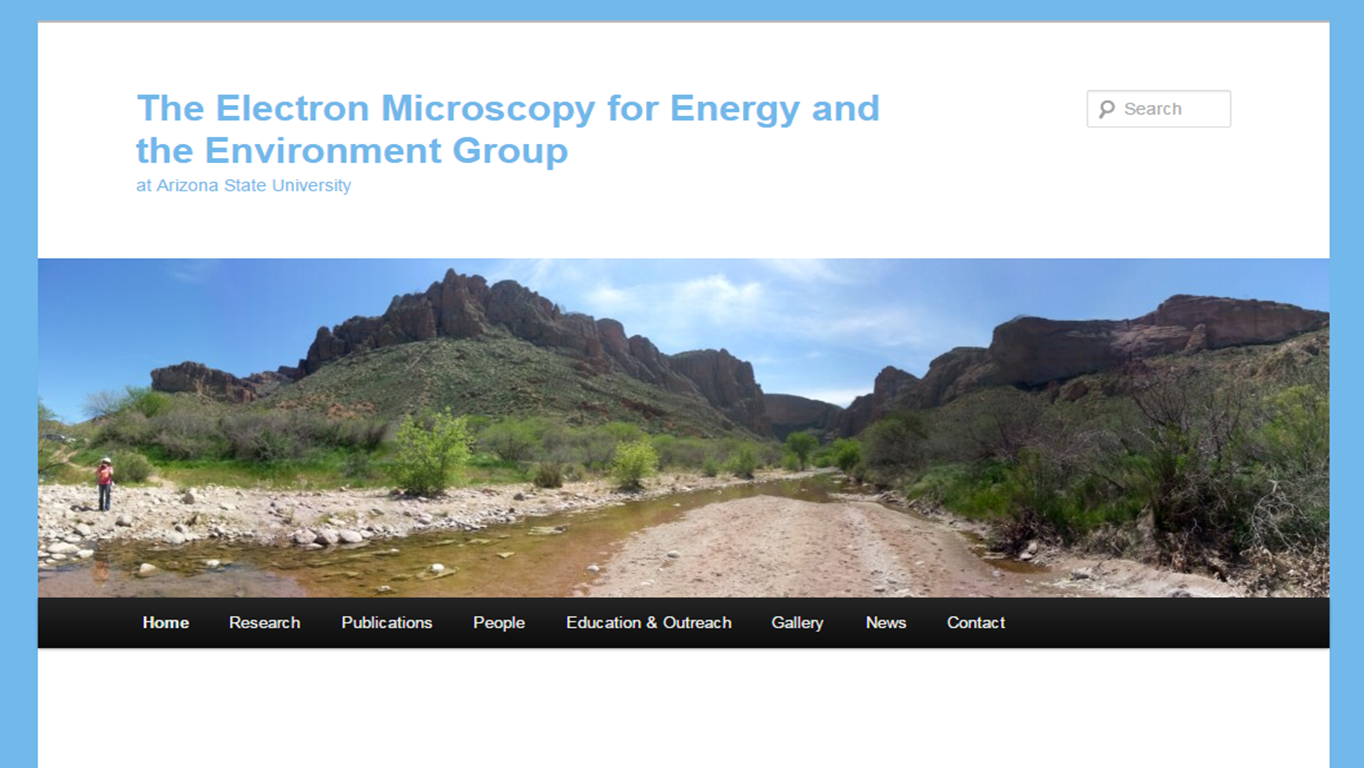 The Electron Microscopy for Energy and
the Environment Group
at Arizona State University
Search
Home Research Publications People Education & Outreach Gallery News Contact